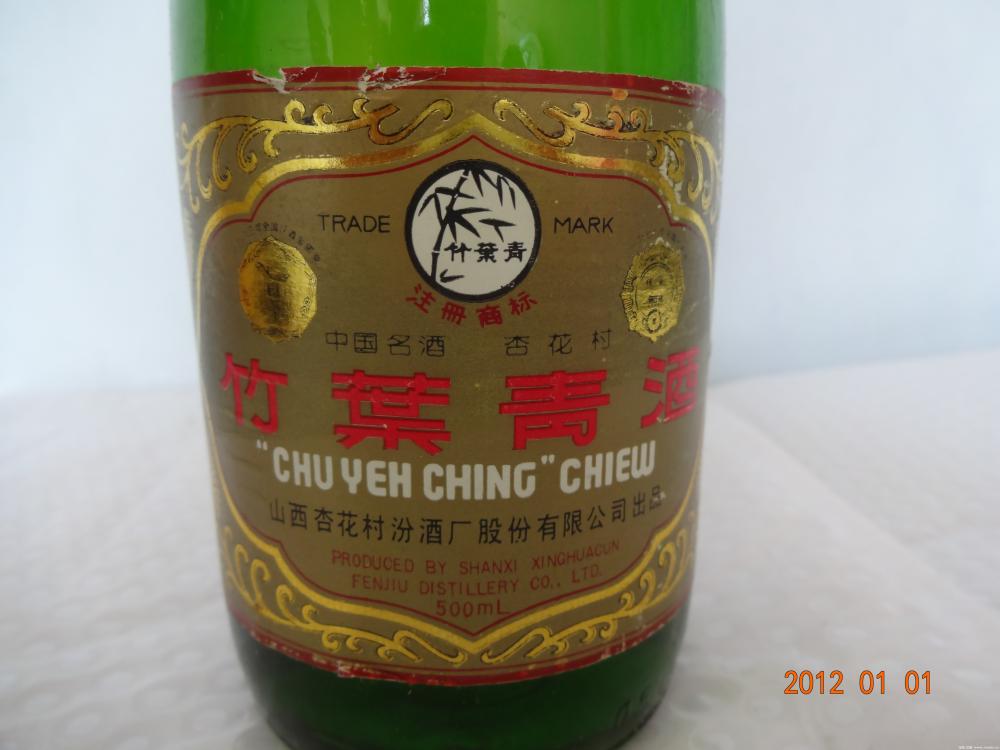 TRADE MARK
竹葉青
注册商标
中国名酒 杏花村
竹葉青酒
"CHU YEH CHING" CHIEW
山西杏花村汾酒厂股份有限公司出品
PRODUCED BY SHANXI XINGHUACUN
FENJIU DISTILLERY CO., LTD.
500mL
2012 01 01